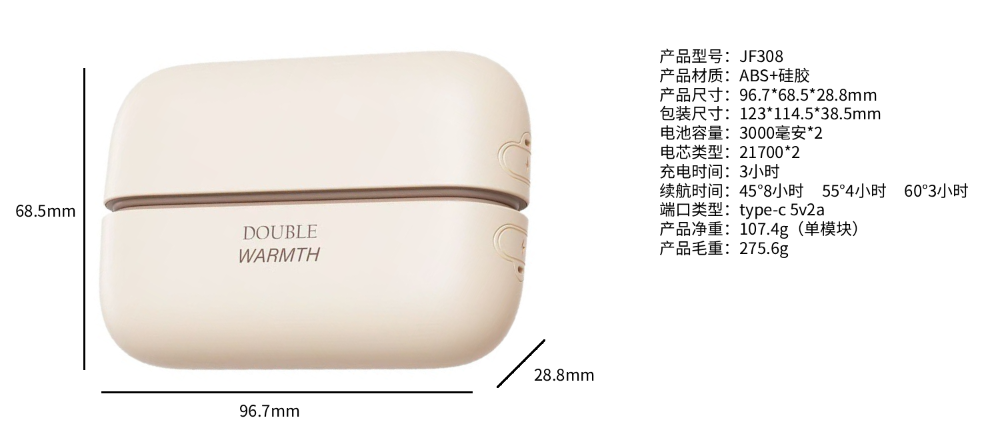 产品型号：JF308
产品材质：ABS+硅胶
产品尺寸：96.7*68.5*28.8mm
包装尺寸：123*114.5*38.5mm
电池容量：3000毫安*2
电芯类型：21700*2
充电时间：3小时
续航时间：45°8小时 55°4小时 60°3小时
端口类型：type-c 5v2a
产品净重：107.4g（单模块）
产品毛重：275.6g
68.5mm
DOUBLE
WARMTH
28.8mm
96.7mm